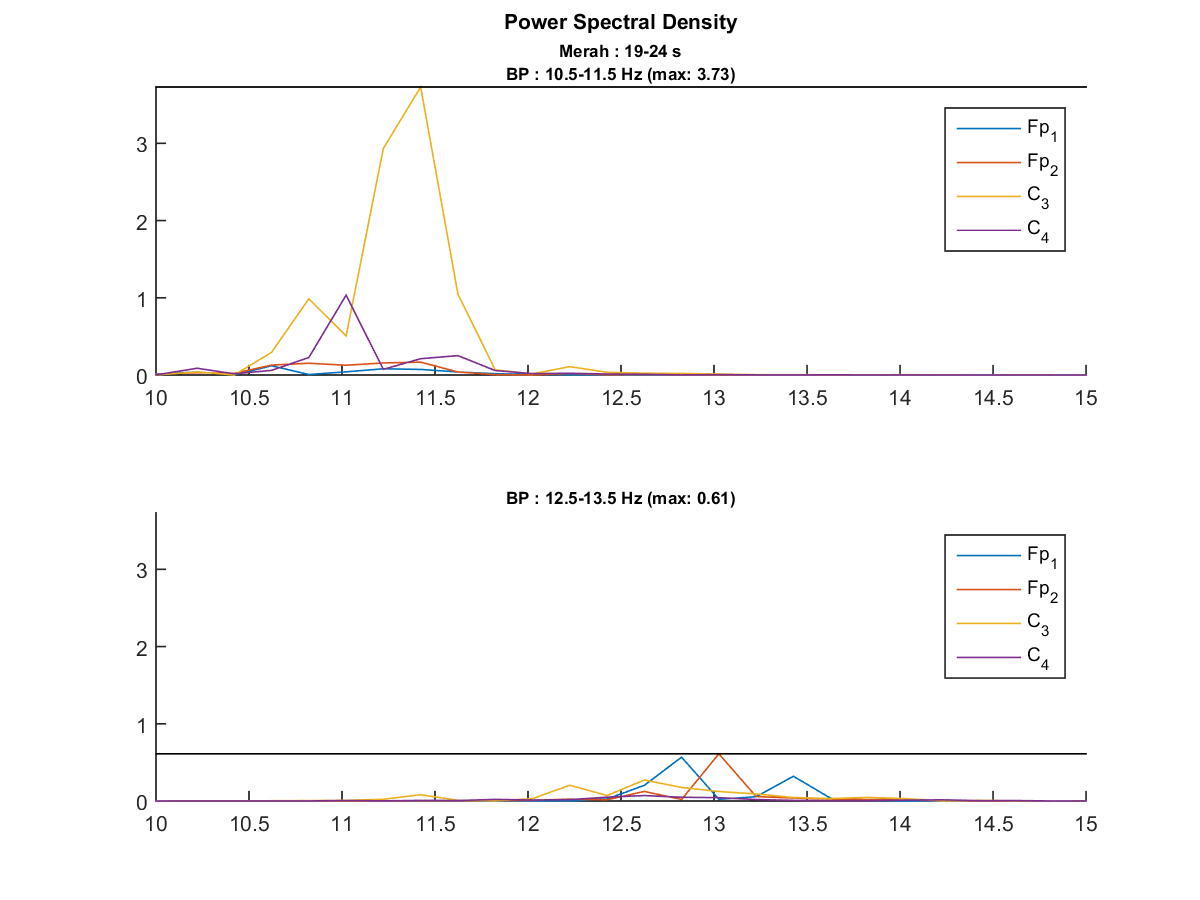 Power Spectral Density
Merah : 19-24 s
BP : 10.5-11.5 Hz (max: 3.73)
3
2
1
0
10 10.5 11 11.5 12 12.5 13 13.5 14 14.5 15
Fp1
Fp2
C3
C4
BP : 12.5-13.5 Hz (max: 0.61)
3
2
1
0
10 10.5 11 11.5 12 12.5 13 13.5 14 14.5 15
Fp1
Fp2
C3
C4